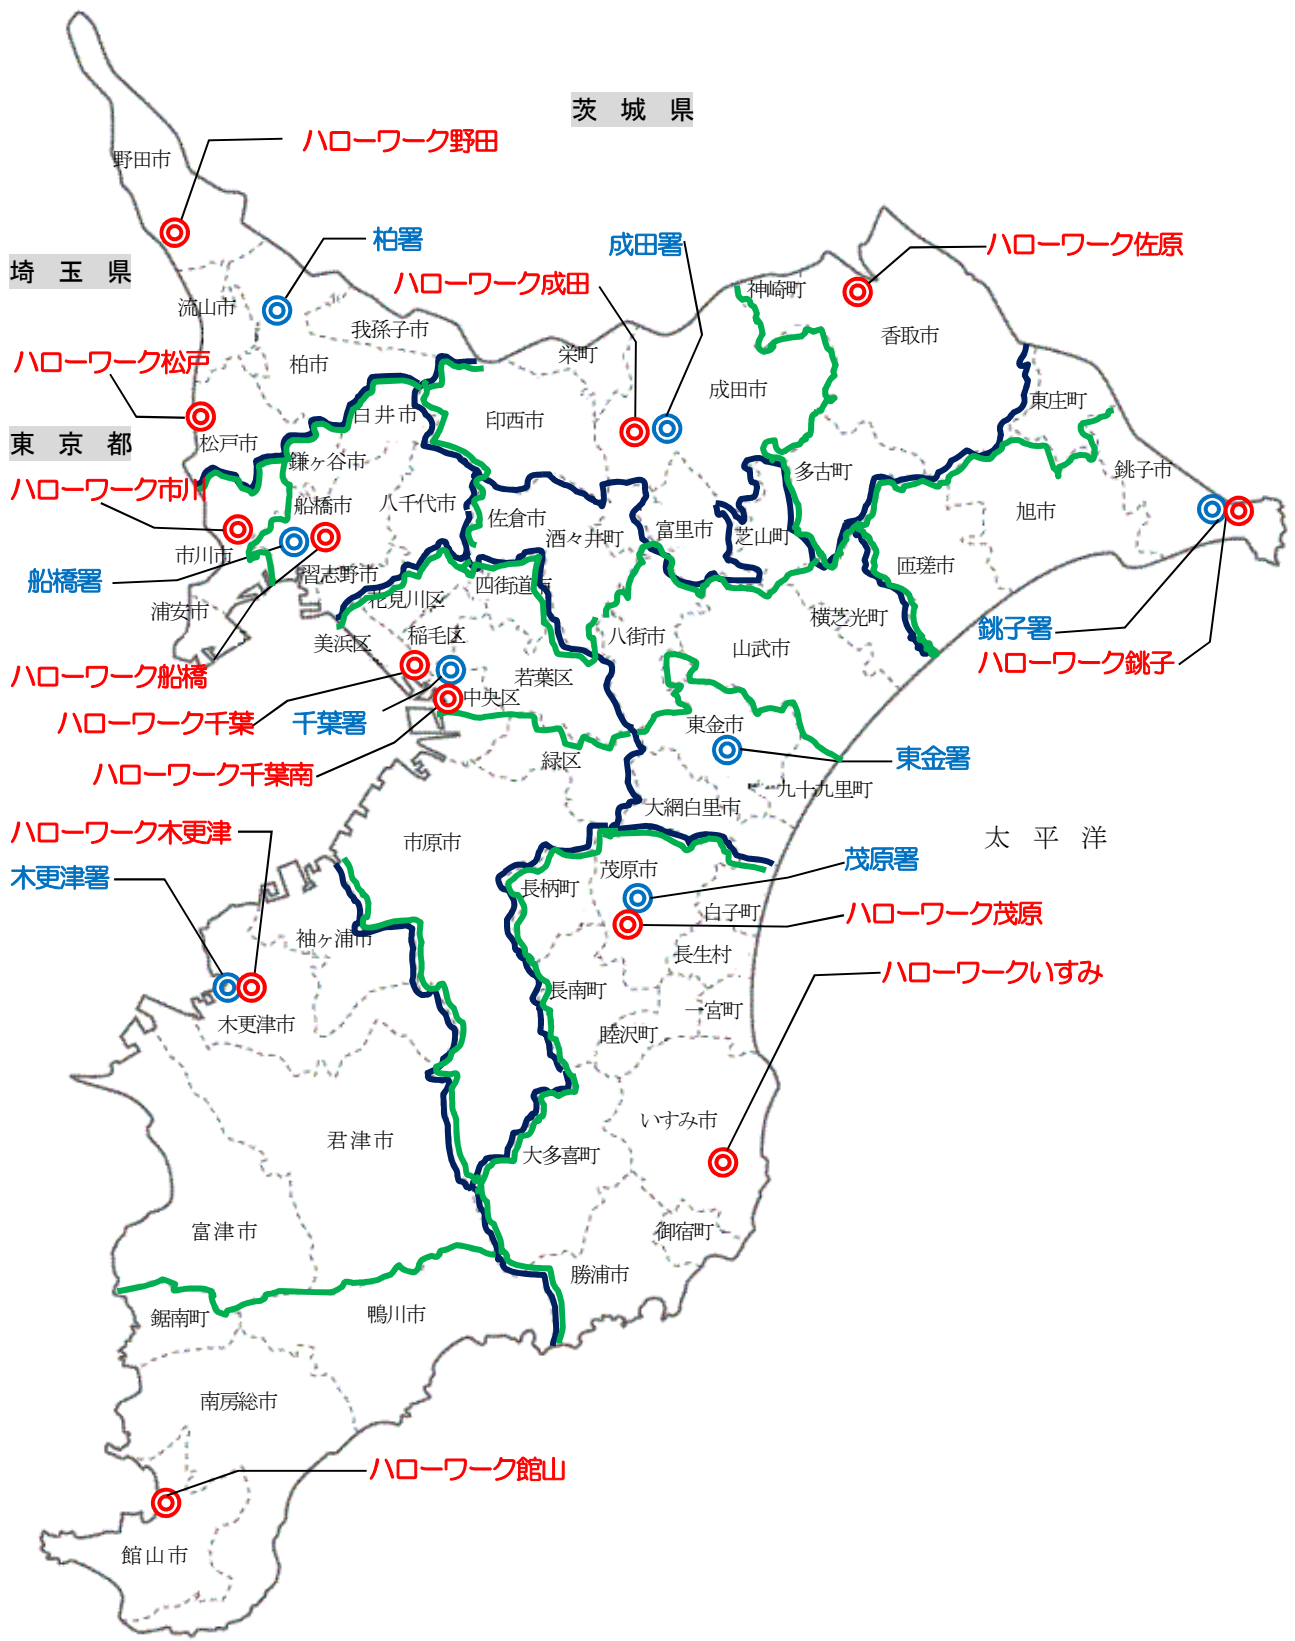 茨 城 県
ハローワーク野田
野田市
柏署
成田署
ハローワーク佐原
埼 玉 県
ハローワーク成田
神崎町
流山市
我孫子市
香取市
栄町
ハローワーク松戸
柏市
成田市
東庄町
白井市
印西市
東 京 都
松戸市
鎌ヶ谷市
多古町
銚子市
ハローワーク市川
船橋市
八千代市
佐倉市
旭市
酒々井町
富里市
芝山町
市川市
匝瑳市
船橋署
習志野市
四街道市
花見川区
浦安市
横芝光町
銚子署
美浜区
稲毛区
八街市
山武市
ハローワーク銚子
ハローワーク船橋
若葉区
中央区
ハローワーク千葉
千葉署
東金市
緑区
東金署
ハローワーク千葉南
九十九里町
大網白里市
ハローワーク木更津
市原市
太 平 洋
木更津署
茂原市
茂原署
長柄町
白子町
ハローワーク茂原
袖ヶ浦市
長生村
ハローワークいすみ
長南町
一宮町
木更津市
睦沢町
いすみ市
君津市
大多喜町
富津市
御宿町
勝浦市
鋸南町
鴨川市
南房総市
ハローワーク館山
館山市